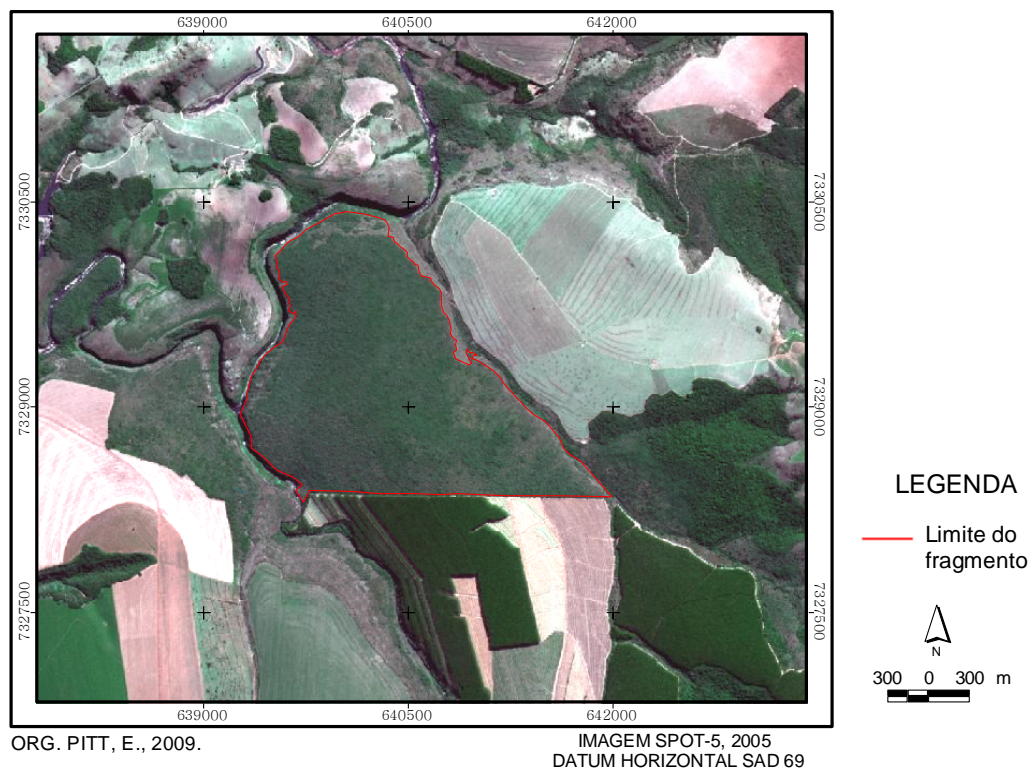 639000 640500 642000
7330500 7330500
7329000 7329000
7327500 7327500
639000 640500 642000
LEGENDA
Limite do
fragmento
N
300 0 300 m
ORG. PITT, E., 2009.
IMAGEM SPOT-5, 2005
DATUM HORIZONTAL SAD 69